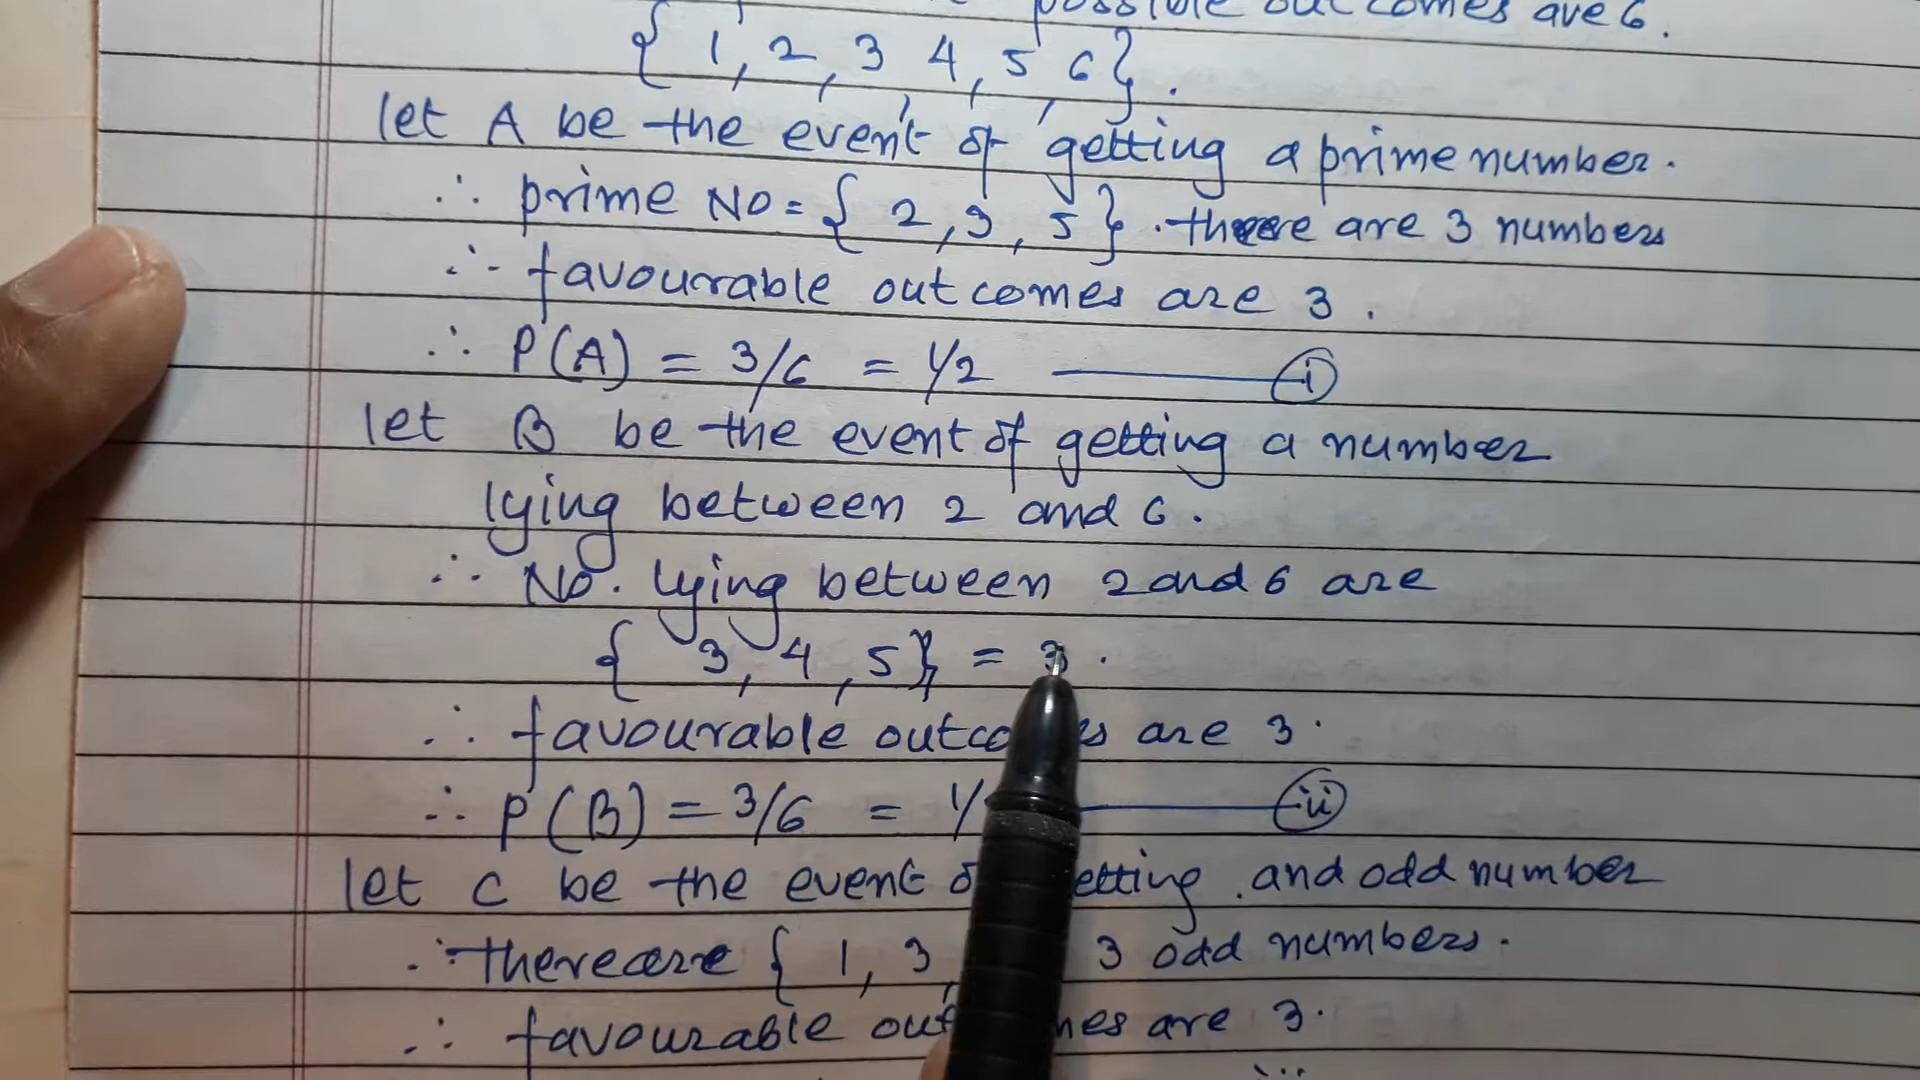 possible outcomes are 6.
{ 1, 2, 3, 4, 5, 6 }.
let A be the event of getting a prime number.
∴ prime NO = { 2, 3, 5 } . there are 3 numbers
∴ favourable outcomes are 3 .
∴ P(A) = 3/6 = 1/2 ——— (i)
let B be the event of getting a number
lying between 2 and 6 .
∴ No. lying between 2 and 6 are
{ 3, 4, 5 } = 3 .
∴ favourable are 3 .
∴ P(B) = 3/6 = ——— (ii)
let C be the event and odd number
∴ there are { 1, 3, 3 odd numbers.
∴ favourable are 3 .